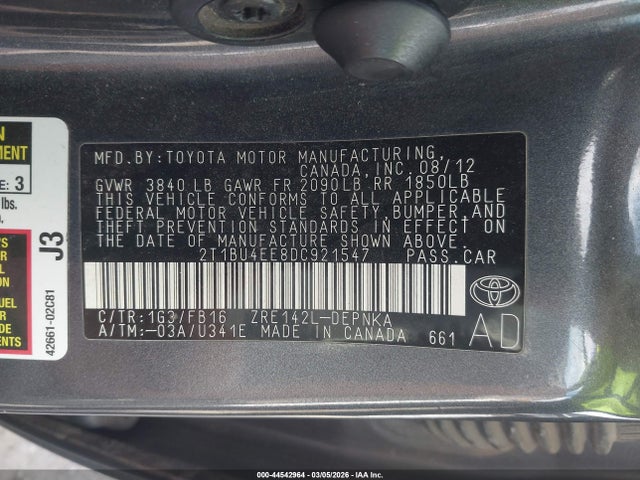 MFD.BY:TOYOTA MOTOR MANUFACTURING,
CANADA, INC. 08/12
GVWR 3840 LB GAWR FR 2090LB RR 1850LB
THIS VEHICLE CONFORMS TO ALL APPLICABLE
FEDERAL MOTOR VEHICLE SAFETY, BUMPER, AND
THEFT PREVENTION STANDARDS IN EFFECT ON
THE DATE OF MANUFACTURE SHOWN ABOVE.
2T1BU4EE8DC921547 PASS.CAR
C/TR:1G3/FB16 ZRE142L-DEPNKA
A/TM:-03A/U341E MADE IN CANADA 661
AD
TOYOTA
E: 3
lbs.
J3
42661-02C81
000-44542964 | 03/05/2026 - IAA Inc.